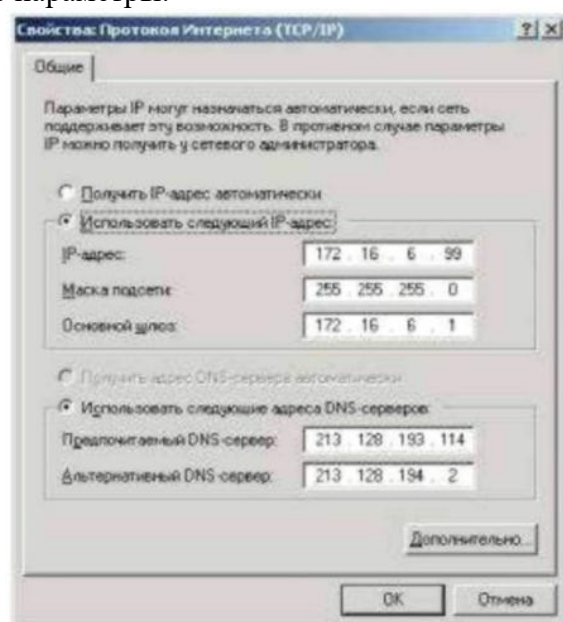 параметры.
Свойства: Протокол Интернета (TCP/IP)
? ×
Общие
Параметры IP могут назначаться автоматически, если сеть
поддерживает эту возможность. В противном случае параметры
IP можно получить у сетевого администратора.
Получить IP-адрес автоматически
Использовать следующий IP-адрес:
IP-адрес: 172 . 16 . 6 . 99
Маска подсети: 255 . 255 . 255 . 0
Основной шлюз: 172 . 16 . 6 . 1
Получить адрес DNS-сервера автоматически
Использовать следующие адреса DNS-серверов:
Предпочитаемый DNS-сервер: 213 . 128 . 193 . 114
Альтернативный DNS-сервер: 213 . 128 . 194 . 2
Дополнительно...
OK Отмена